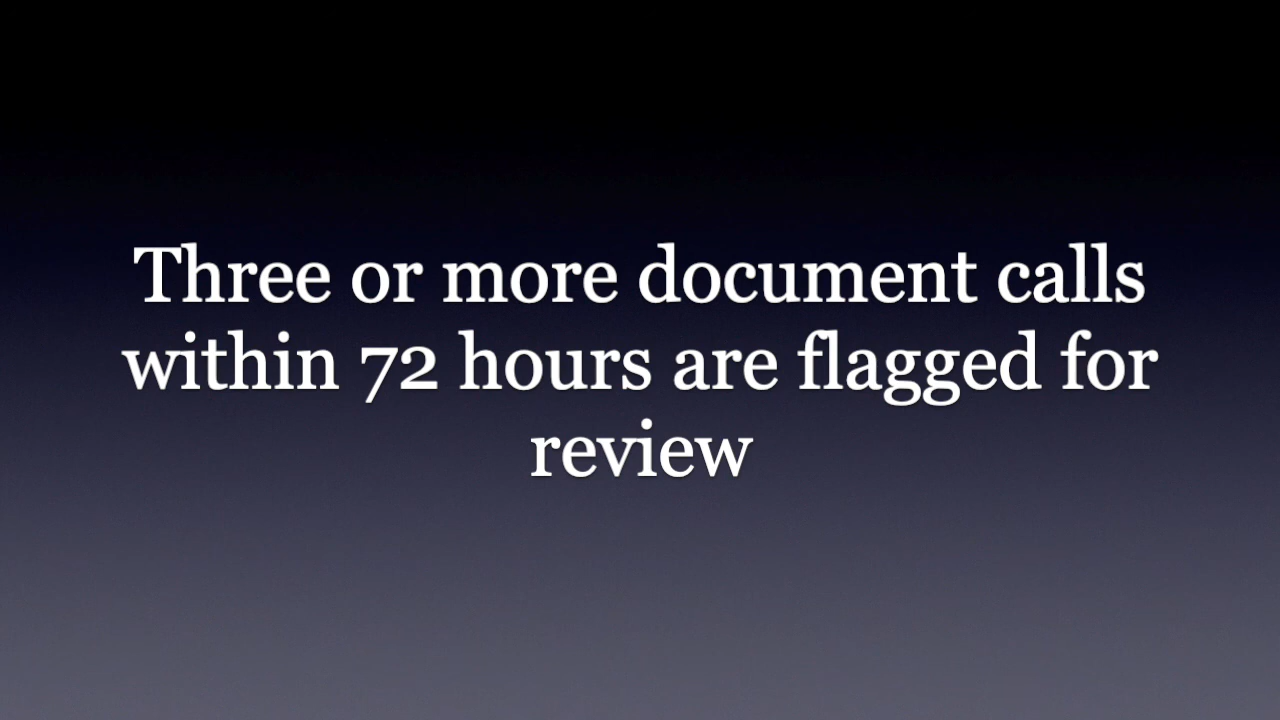 Three or more document calls
within 72 hours are flagged for
review